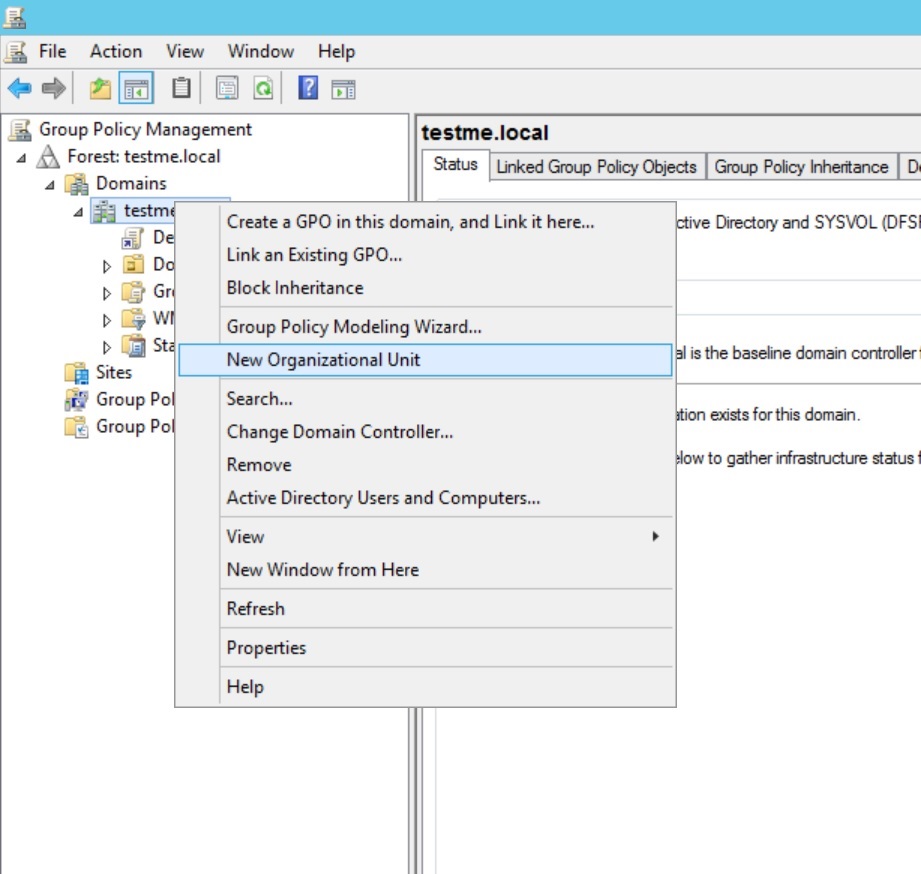 File Action View Window Help
Group Policy Management
Forest: testme.local
Domains
testme
De
Do
Gr
Sta
Sites
Group Pol
Group Pol
Create a GPO in this domain, and Link it here...
Link an Existing GPO...
Block Inheritance
Group Policy Modeling Wizard...
New Organizational Unit
Search...
Change Domain Controller...
Remove
Active Directory Users and Computers...
View
New Window from Here
Refresh
Properties
Help
testme.local
Status Linked Group Policy Objects Group Policy Inheritance De
ctive Directory and SYSVOL (DFS
al is the baseline domain controller
ation exists for this domain.
elow to gather infrastructure status